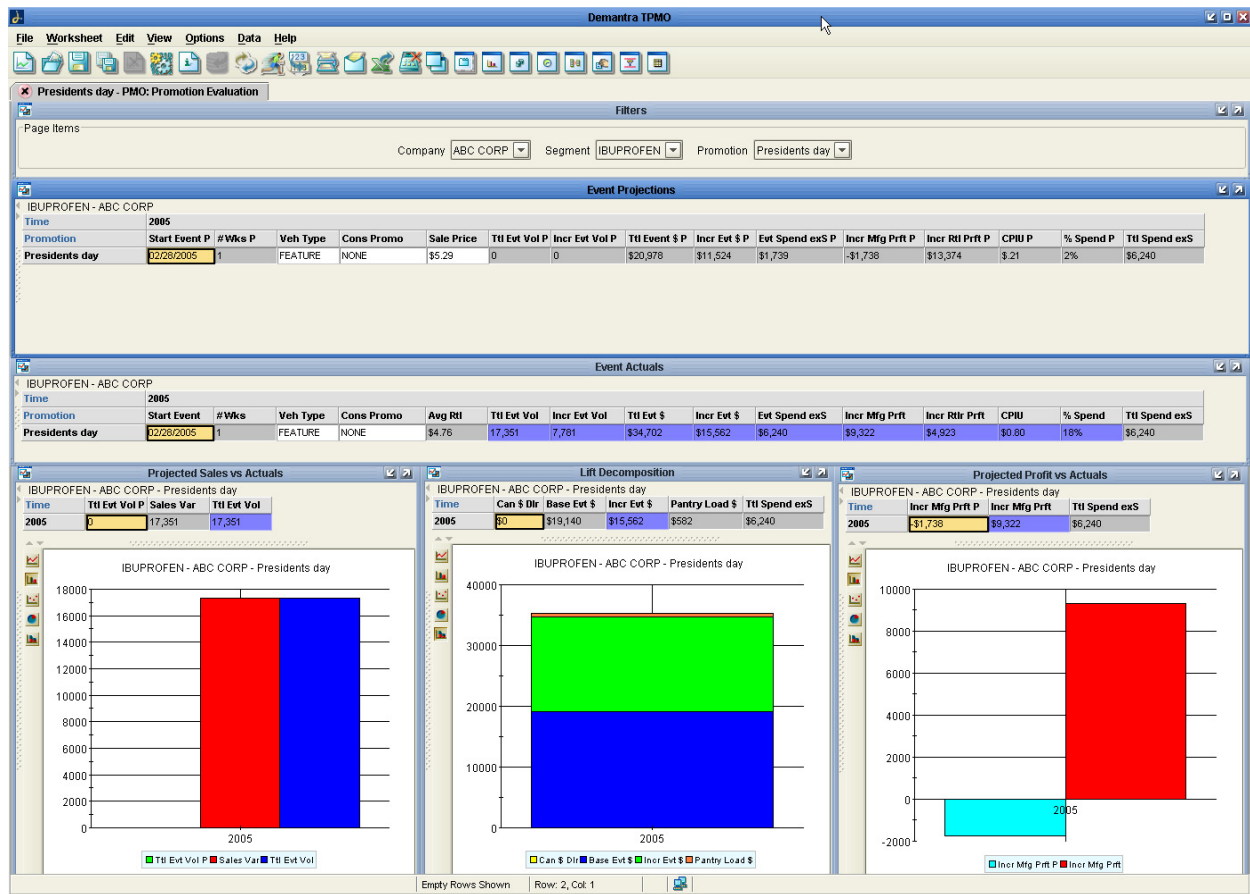 Demantra TPMO
File Worksheet Edit View Options Data Help
Presidents day - PMO: Promotion Evaluation
Filters
Page Items
Company ABC CORP Segment IBUPROFEN Promotion Presidents day
Event Projections
IBUPROFEN - ABC CORP
Time 2005
Promotion Start Event P #Wks P Veh Type Cons Promo Sale Price Ttl Evt Vol P Incr Evt Vol P Ttl Event $ P Incr Evt $ P Evt Spend exS P Incr Mfg Prft P Incr Rtl Prft P CPIU P % Spend P Ttl Spend exS
Presidents day 02/28/2005 1 FEATURE NONE $5.29 0 0 $20,978 $11,524 $1,739 -$1,738 $13,374 $.21 2% $6,240
Event Actuals
IBUPROFEN - ABC CORP
Time 2005
Promotion Start Event #Wks Veh Type Cons Promo Avg Rtl Ttl Evt Vol Incr Evt Vol Ttl Evt $ Incr Evt $ Evt Spend exS Incr Mfg Prft Incr Rtlr Prft CPIU % Spend Ttl Spend exS
Presidents day 02/28/2005 1 FEATURE NONE $4.76 17,351 7,781 $34,702 $15,562 $6,240 $9,322 $4,923 $0.80 18% $6,240
Projected Sales vs Actuals
IBUPROFEN - ABC CORP - Presidents day
Time Ttl Evt Vol P Sales Var Ttl Evt Vol
2005 0 17,351 17,351
IBUPROFEN - ABC CORP - Presidents day
18000
16000
14000
12000
10000
8000
6000
4000
2000
0
2005
Ttl Evt Vol P Sales Var Ttl Evt Vol
Lift Decomposition
IBUPROFEN - ABC CORP - Presidents day
Time Can $ Dlr Base Evt $ Incr Evt $ Pantry Load $ Ttl Spend exS
2005 $0 $19,140 $15,562 $582 $6,240
IBUPROFEN - ABC CORP - Presidents day
40000
30000
20000
10000
0
2005
Can $ Dlr Base Evt $ Incr Evt $ Pantry Load $
Projected Profit vs Actuals
IBUPROFEN - ABC CORP - Presidents day
Time Incr Mfg Prft P Incr Mfg Prft Ttl Spend exS
2005 -$1,738 $9,322 $6,240
IBUPROFEN - ABC CORP - Presidents day
10000
8000
6000
4000
2000
0
-2000
2005
Incr Mfg Prft P Incr Mfg Prft
Empty Rows Shown Row: 2, Col: 1